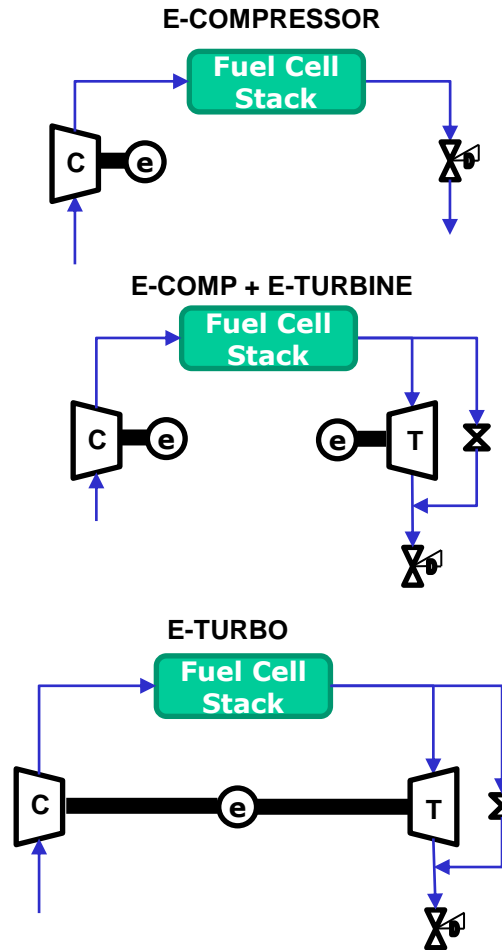 E-COMPRESSOR
Fuel Cell
Stack
C
e
D
E-COMP + E-TURBINE
Fuel Cell
Stack
C
e
e
T
D
E-TURBO
Fuel Cell
Stack
C
e
T
D